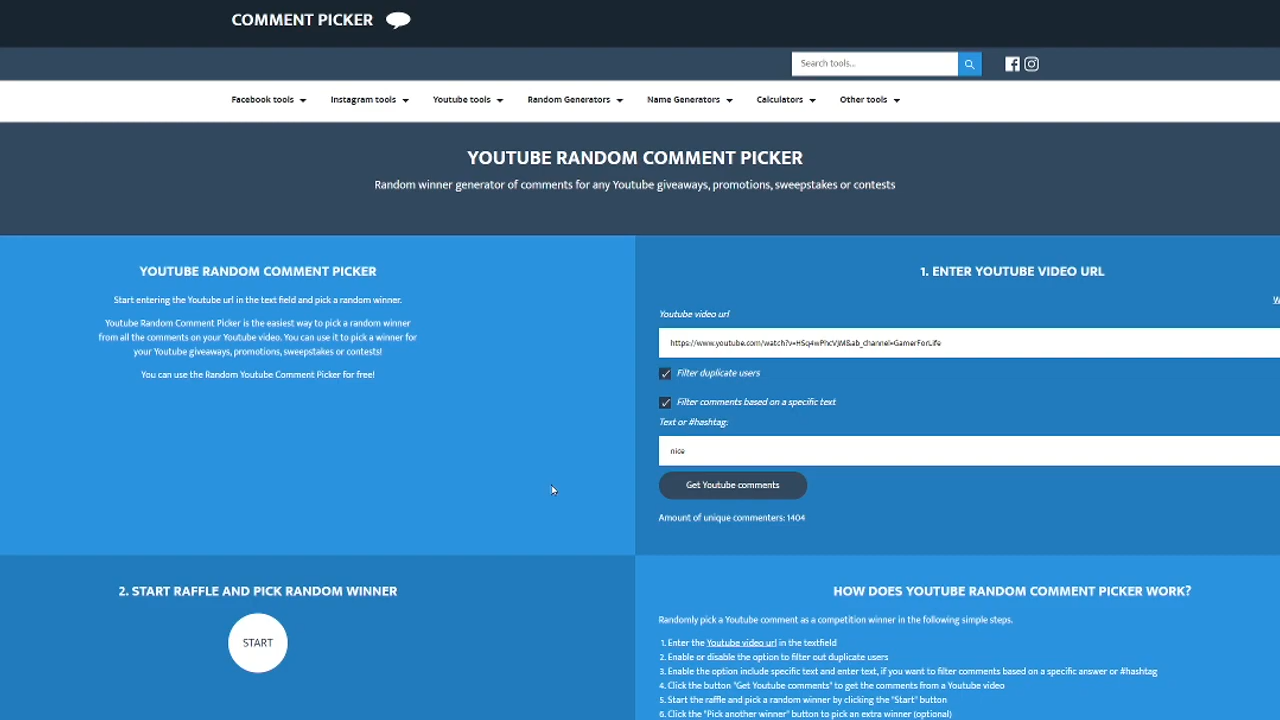 COMMENT PICKER
Search tools...
Facebook tools Instagram tools Youtube tools Random Generators Name Generators Calculators Other tools
YOUTUBE RANDOM COMMENT PICKER
Random winner generator of comments for any Youtube giveaways, promotions, sweepstakes or contests
YOUTUBE RANDOM COMMENT PICKER
Start entering the Youtube url in the text field and pick a random winner.
Youtube Random Comment Picker is the easiest way to pick a random winner
from all the comments on your Youtube video. You can use it to pick a winner for
your Youtube giveaways, promotions, sweepstakes or contests!
You can use the Random Youtube Comment Picker for free!
1. ENTER YOUTUBE VIDEO URL
W
Youtube video url
https://www.youtube.com/watch?v=HSq4wPhcVJM&ab_channel=GamerForLife
Filter duplicate users
Filter comments based on a specific text
Text or #hashtag:
nice
Get Youtube comments
Amount of unique commenters: 1404
2. START RAFFLE AND PICK RANDOM WINNER
START
HOW DOES YOUTUBE RANDOM COMMENT PICKER WORK?
Randomly pick a Youtube comment as a competition winner in the following simple steps.
1. Enter the Youtube video url in the textfield
2. Enable or disable the option to filter out duplicate users
3. Enable the option include specific text and enter text, if you want to filter comments based on a specific answer or #hashtag
4. Click the button "Get Youtube comments" to get the comments from a Youtube video
5. Start the raffle and pick a random winner by clicking the "Start" button
6. Click the "Pick another winner" button to pick an extra winner (optional)